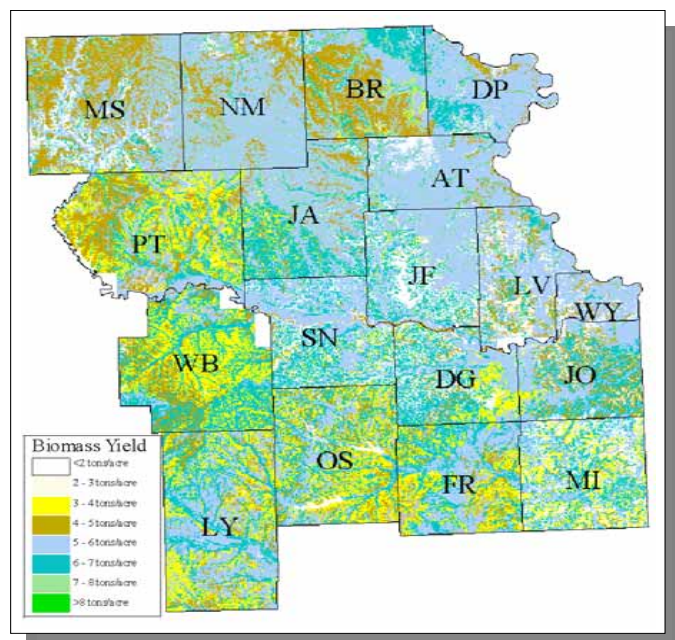 MS NM BR DP
AT
JA
PT
JF
LV
WY
SN
WB
DG
JO
OS
FR
MI
LY
Biomass Yield
<2 tons/acre
2 - 3 tons/acre
3 - 4 tons/acre
4 - 5 tons/acre
5 - 6 tons/acre
6 - 7 tons/acre
7 - 8 tons/acre
>8 tons/acre